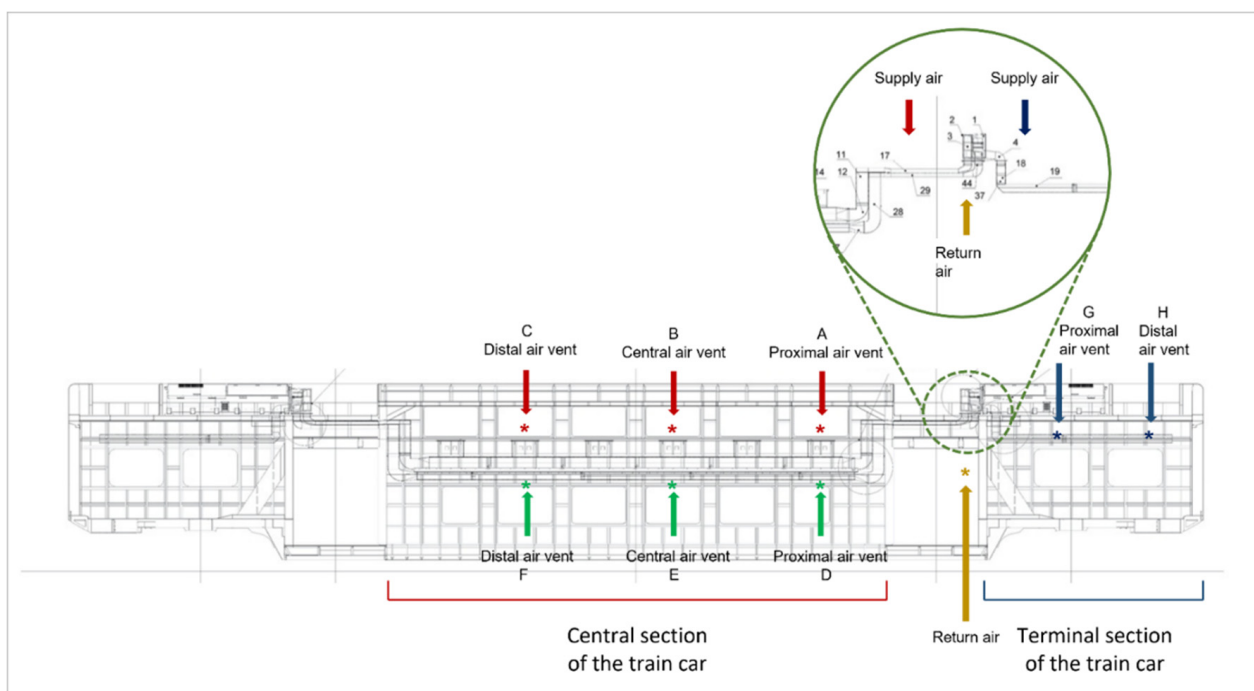 Supply air
Supply air
2
1
3
4
11
17
14
12
18
19
44
29
37
28
Return
air
G
H
C
B
A
Proximal
Distal
Distal air vent
Central air vent
Proximal air vent
air vent
air vent
*
*
*
*
*
*
*
*
*
Distal air vent
Central air vent
Proximal air vent
F
E
D
Return air
Central section
of the train car
Terminal section
of the train car